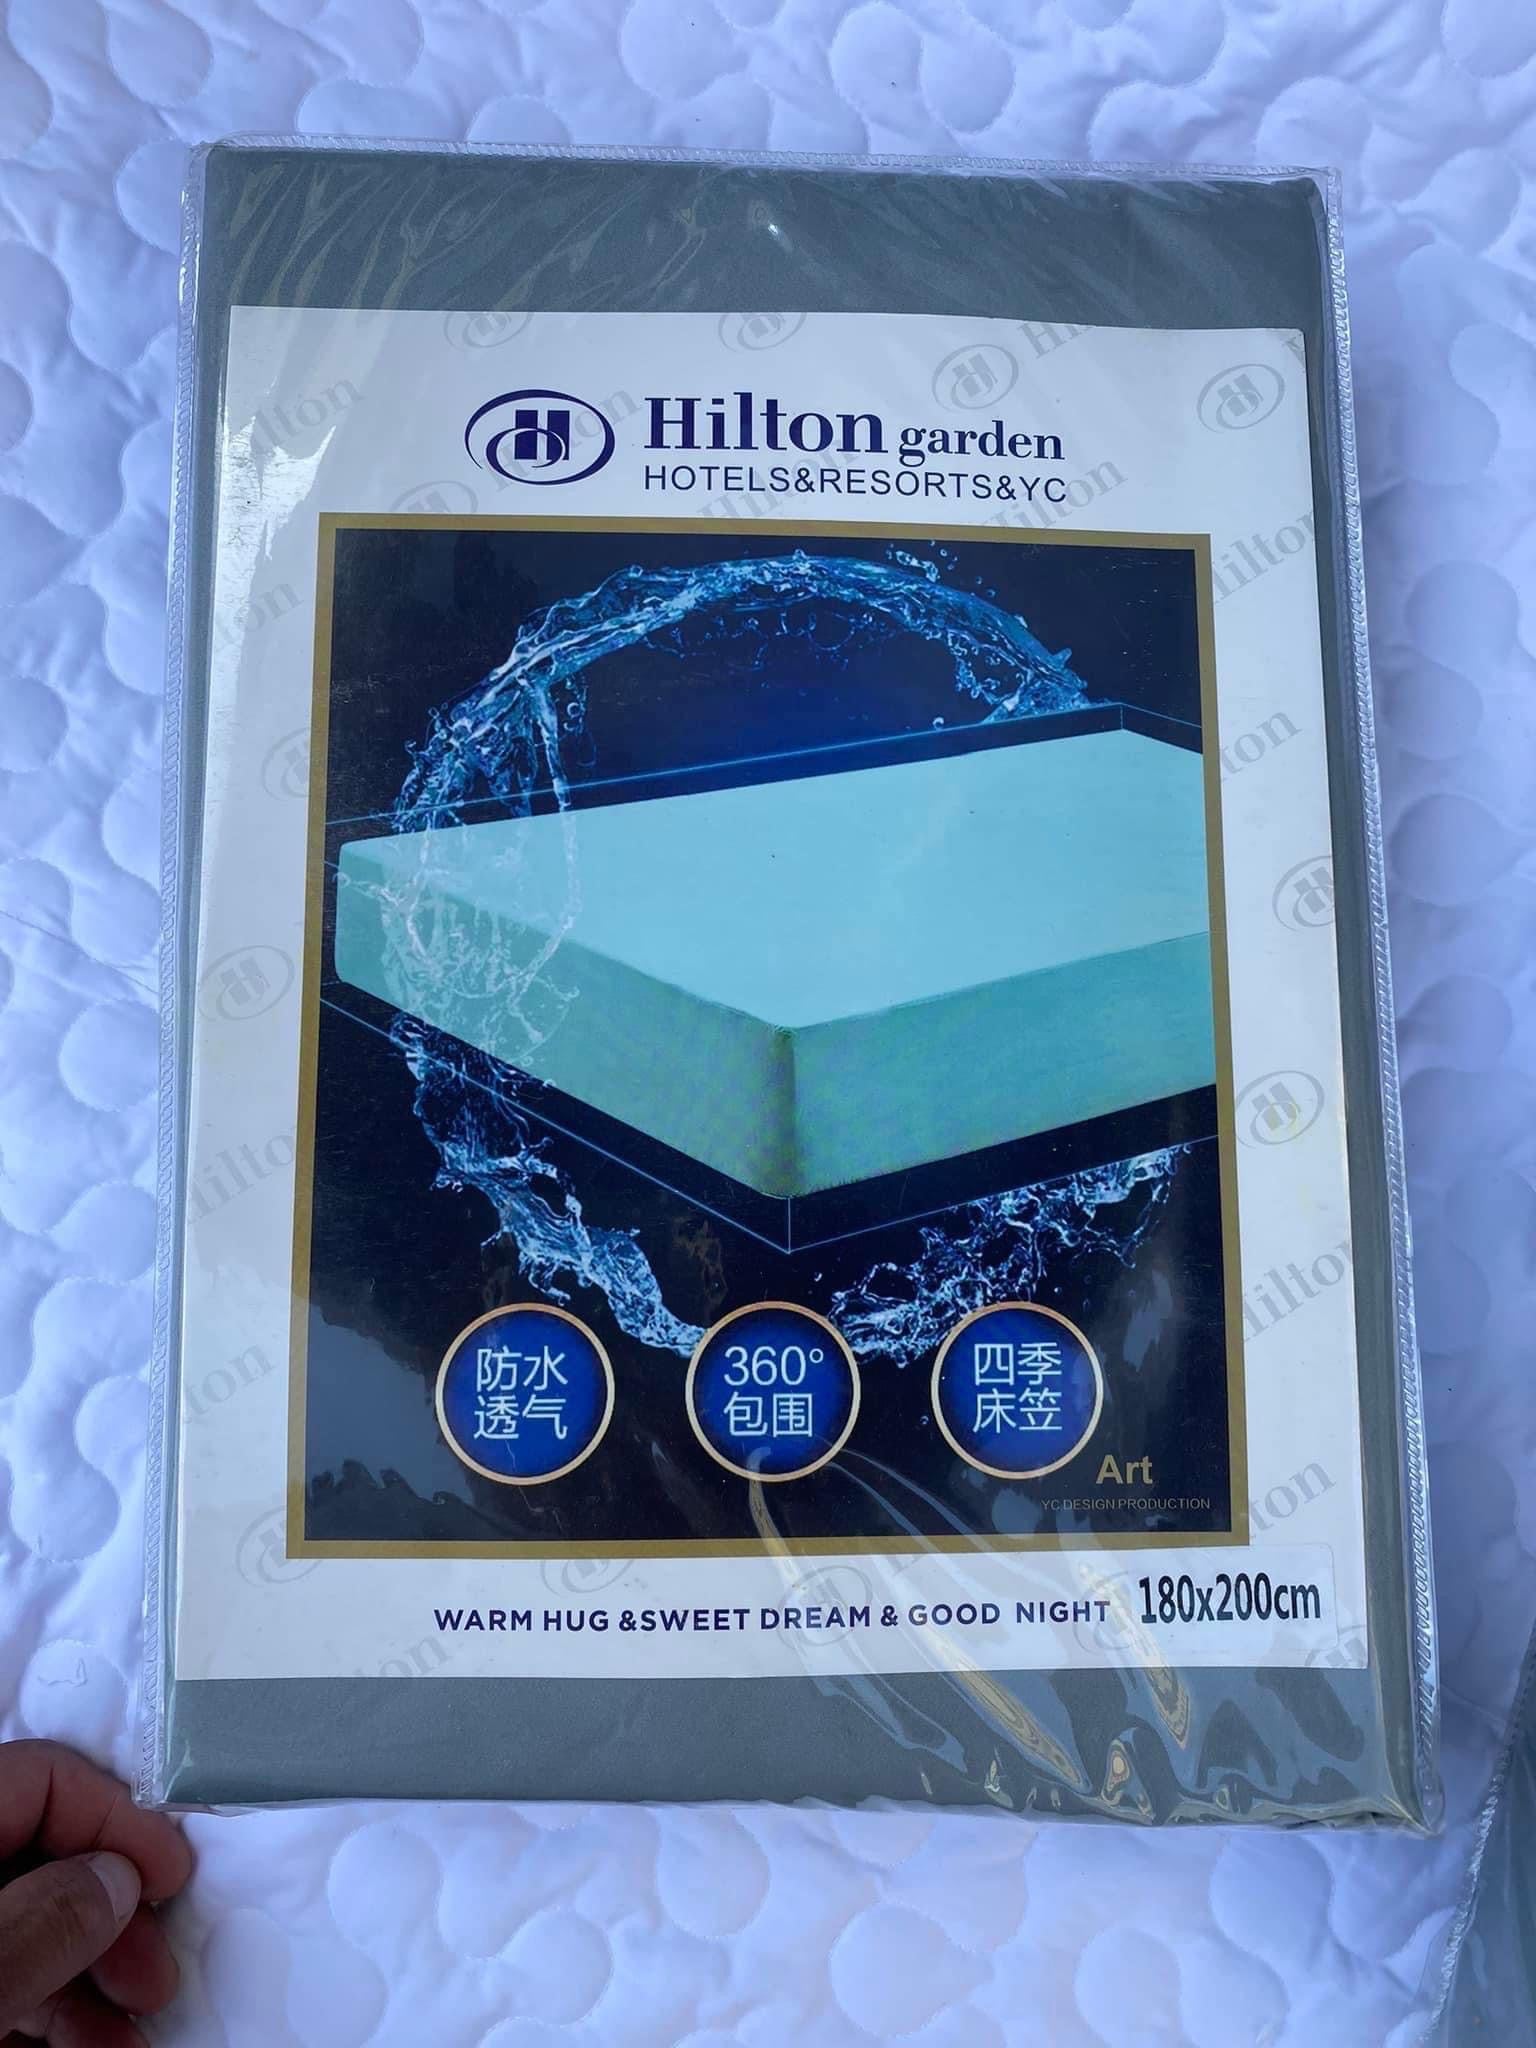 Hilton garden
HOTELS&RESORTS&YC
防水
透气
360°
包围
四季
床笠
Art
YC DESIGN PRODUCTION
WARM HUG &SWEET DREAM & GOOD NIGHT
180x200cm